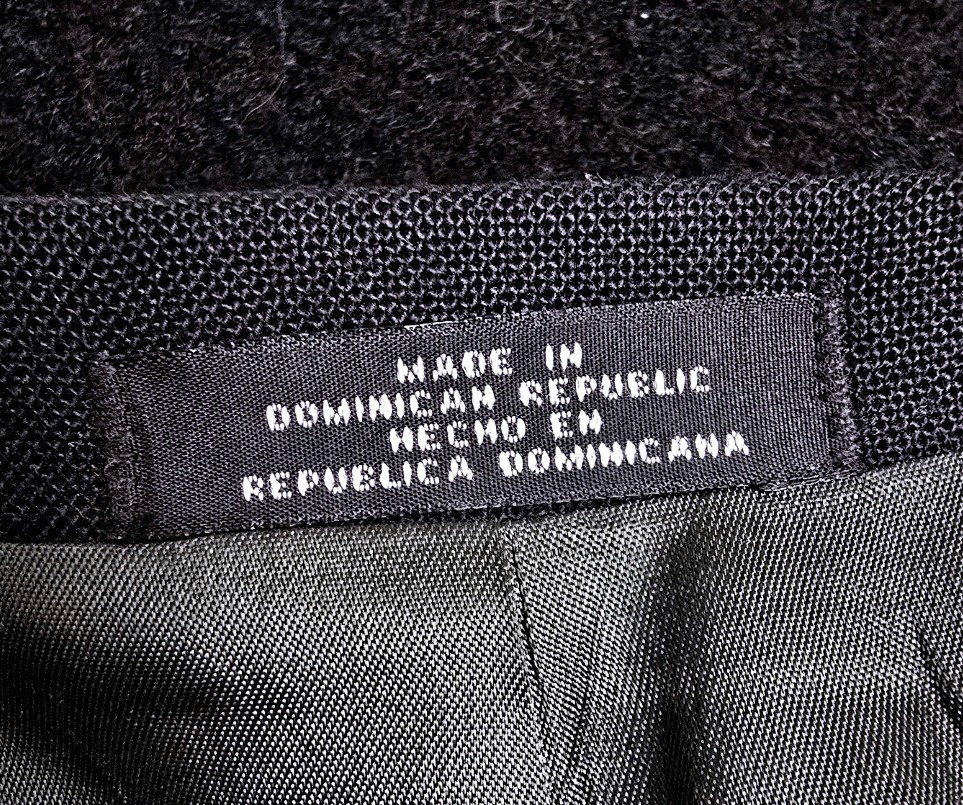 MADE IN
DOMINICAN REPUBLIC
HECHO EN
REPUBLICA DOMINICANA